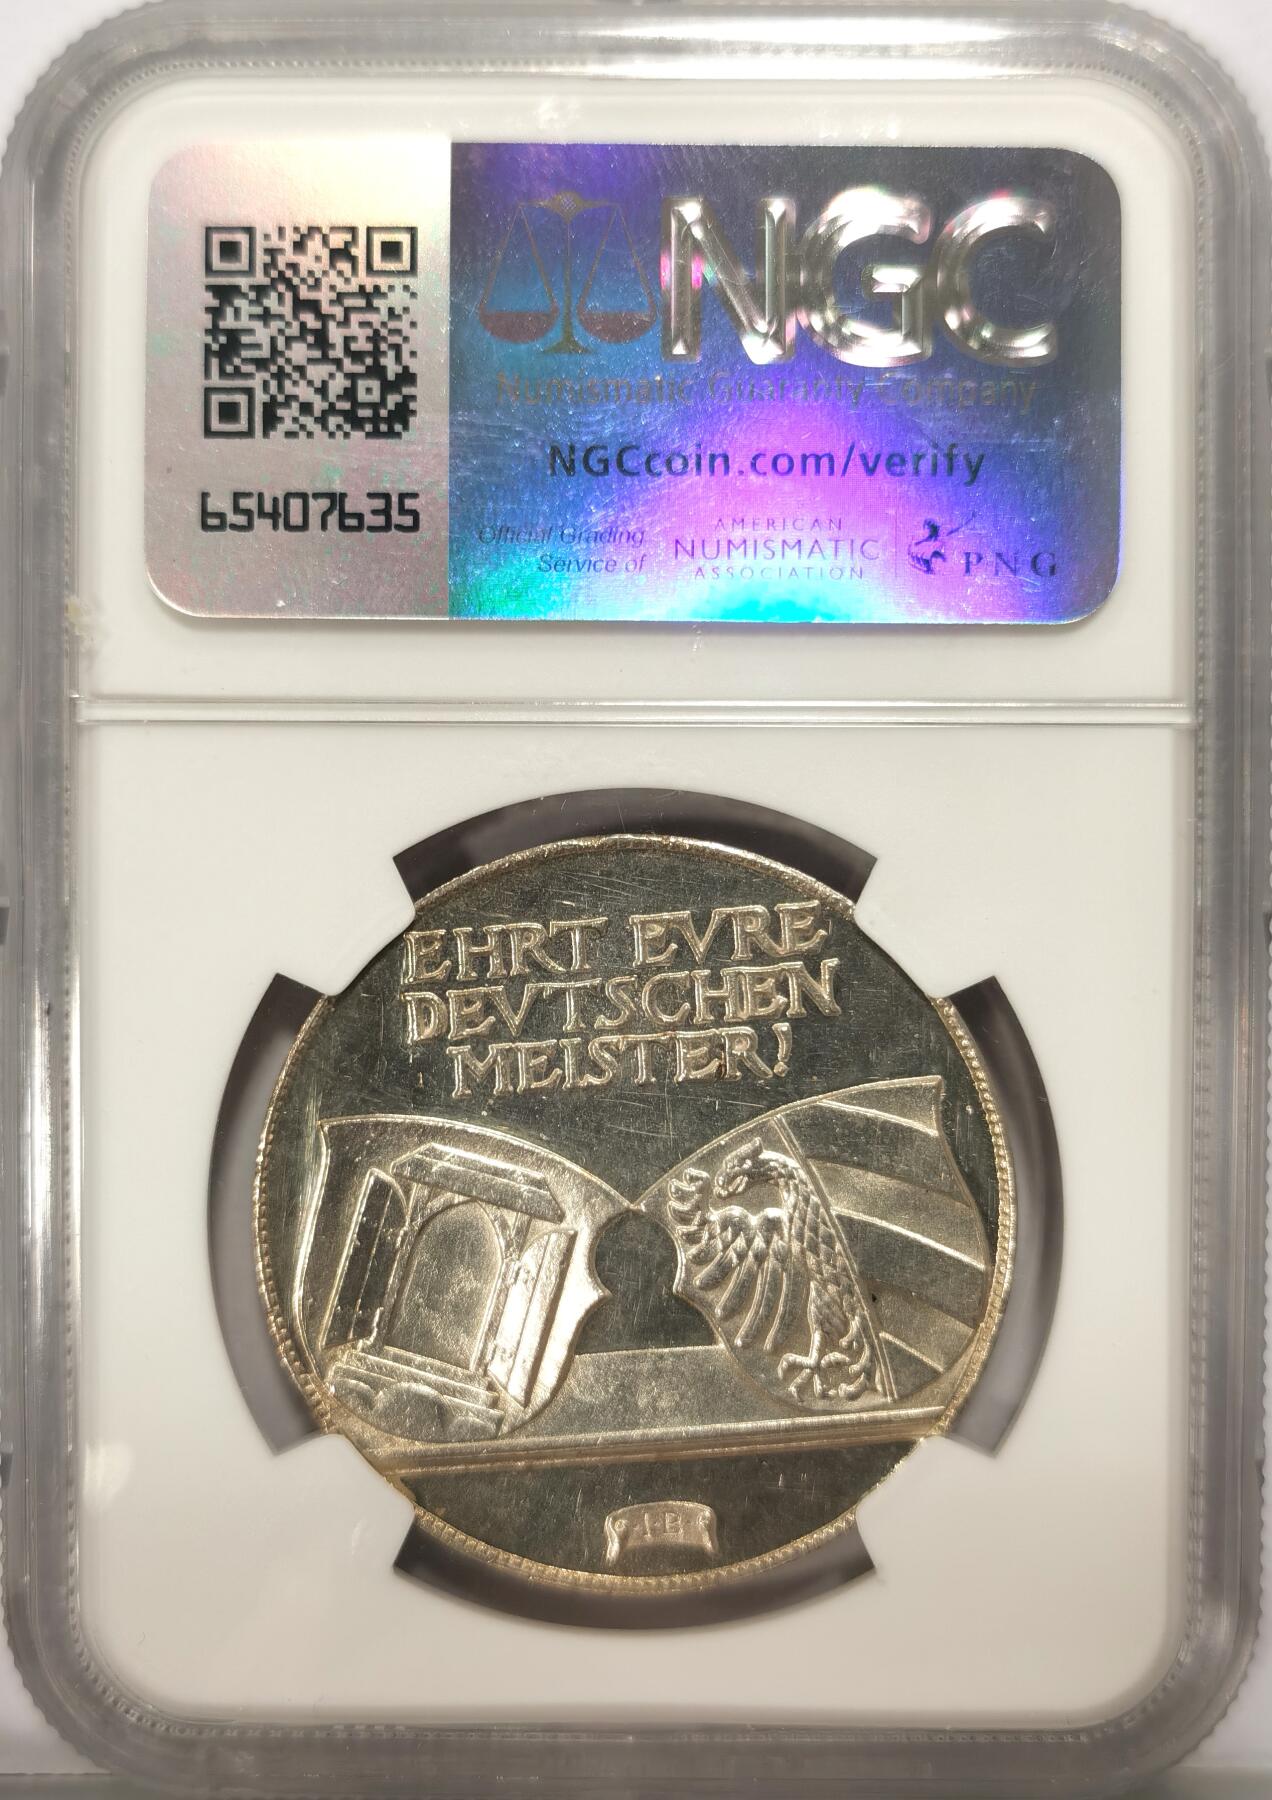 NGC
Numismatic Guaranty Company
NGCcoin.com/verify
65407635
Official Grading
Service of
AMERICAN
NUMISMATIC
ASSOCIATION
PNG
EHRT EVRE
DEVTSCHEN
MEISTER!
·I·B·